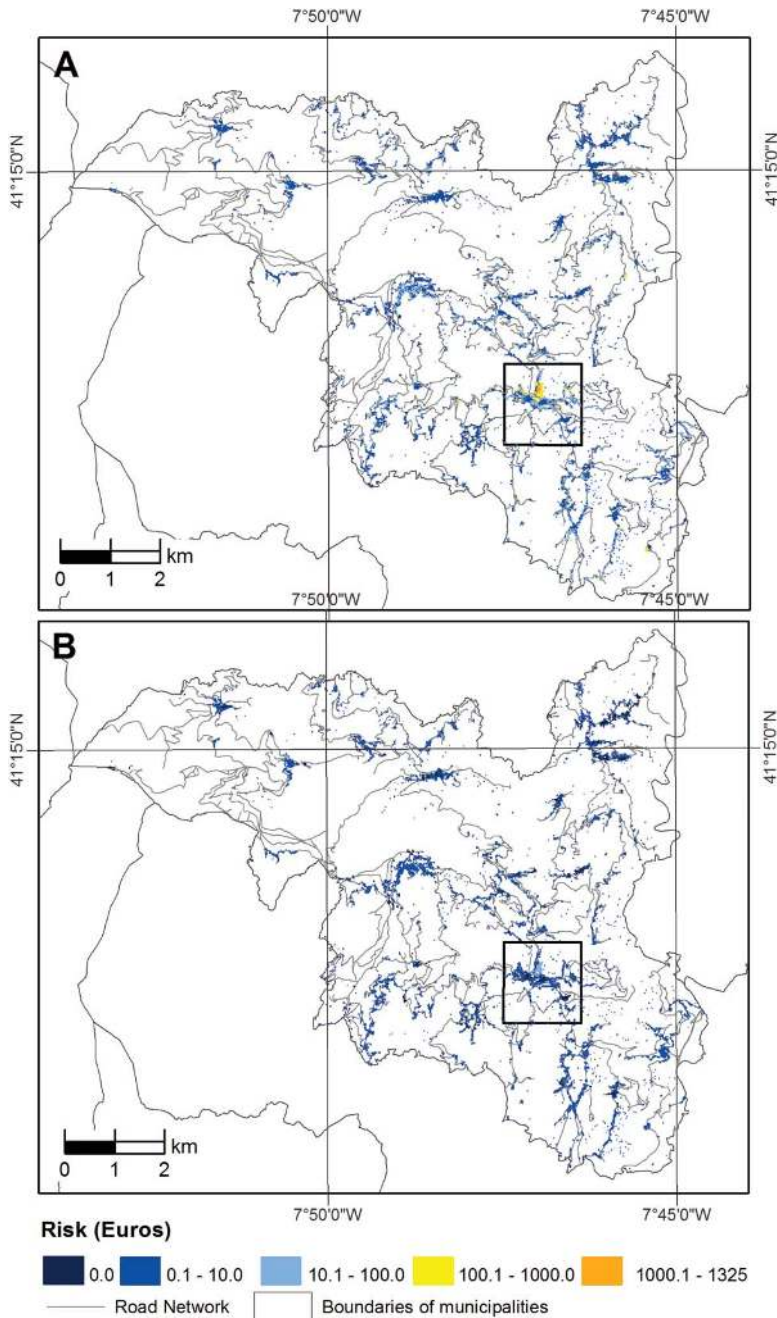 7°50'0"W 7°45'0"W
A
41°15'0"N 41°15'0"N
km
0 1 2
7°50'0"W 7°45'0"W
B
41°15'0"N 41°15'0"N
km
0 1 2
7°50'0"W 7°45'0"W
Risk (Euros)
0.0 0.1 - 10.0 10.1 - 100.0 100.1 - 1000.0 1000.1 - 1325
Road Network Boundaries of municipalities